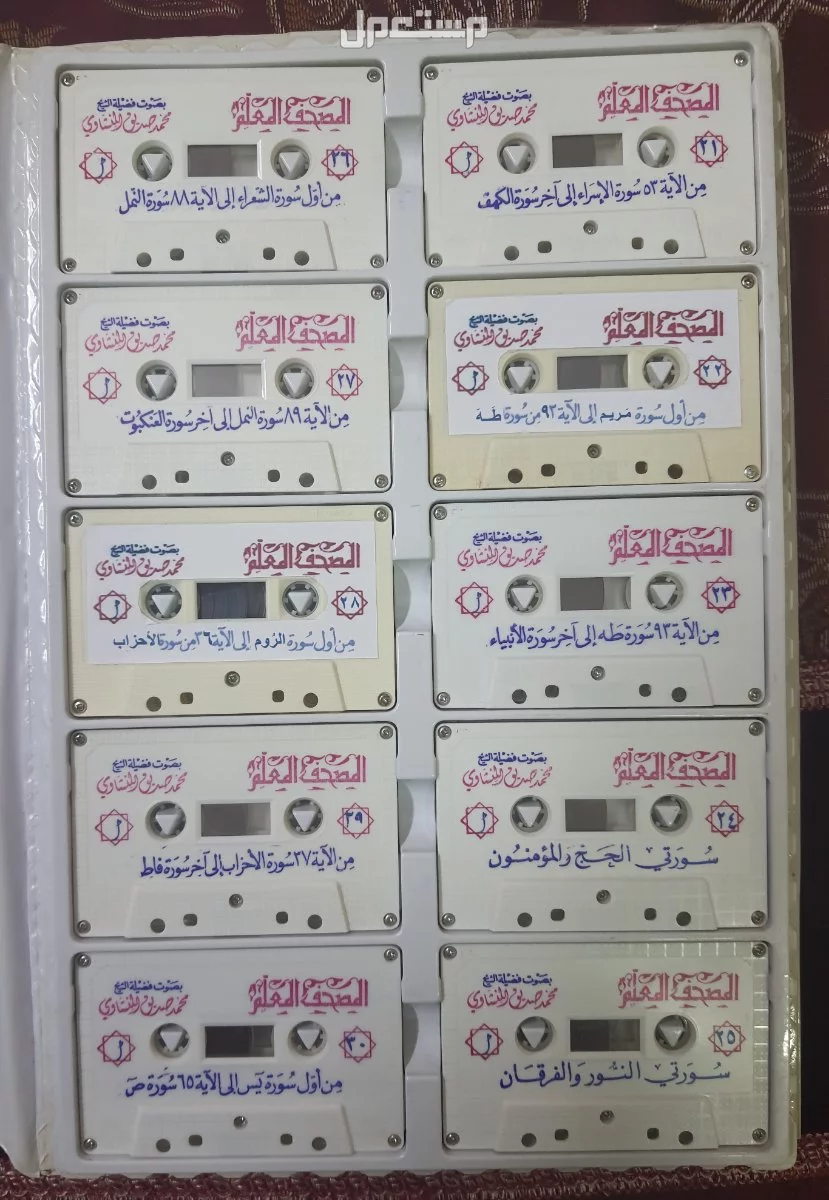 مستعمل
المصحف المعلم
بصوت فضيلة الشيخ
محمد صديق المنشاوي
٢١
أ
من الآية ٥٣ سورة الإسراء إلى آخر سورة الكهف
المصحف المعلم
بصوت فضيلة الشيخ
محمد صديق المنشاوي
٢٢
أ
من أول سورة مريم إلى الآية ٩٢ من سورة طه
المصحف المعلم
بصوت فضيلة الشيخ
محمد صديق المنشاوي
٢٣
أ
من الآية ٩٣ سورة طه إلى آخر سورة الأنبياء
المصحف المعلم
بصوت فضيلة الشيخ
محمد صديق المنشاوي
٢٤
أ
سورتي الحج والمؤمنون
المصحف المعلم
بصوت فضيلة الشيخ
محمد صديق المنشاوي
٢٥
أ
سورتي النور والفرقان
المصحف المعلم
بصوت فضيلة الشيخ
محمد صديق المنشاوي
٢٦
أ
من أول سورة الشعراء إلى الآية ٨٨ سورة النمل
المصحف المعلم
بصوت فضيلة الشيخ
محمد صديق المنشاوي
٢٧
أ
من الآية ٨٩ سورة النمل إلى آخر سورة العنكبوت
المصحف المعلم
بصوت فضيلة الشيخ
محمد صديق المنشاوي
٢٨
أ
من أول سورة الروم إلى الآية ٣٦ من سورة الأحزاب
المصحف المعلم
بصوت فضيلة الشيخ
محمد صديق المنشاوي
٢٩
أ
من الآية ٣٧ سورة الأحزاب إلى آخر سورة فاطر
المصحف المعلم
بصوت فضيلة الشيخ
محمد صديق المنشاوي
٣٠
أ
من أول سورة يس إلى الآية ٦٥ سورة ص